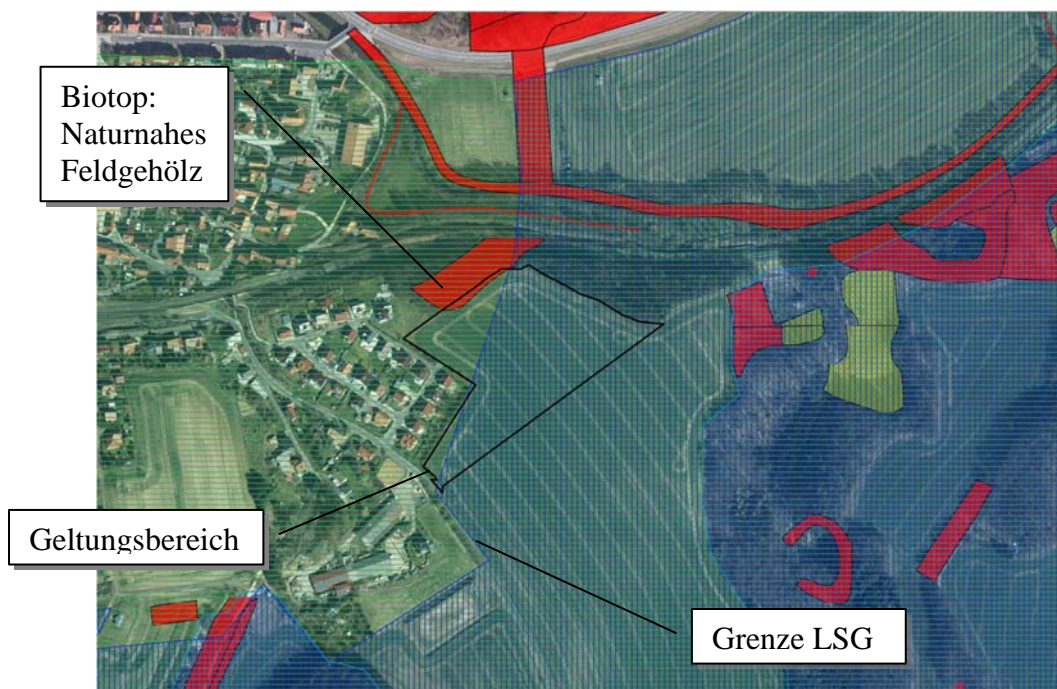 Biotop:
Naturnahes
Feldgehölz
Geltungsbereich
Grenze LSG